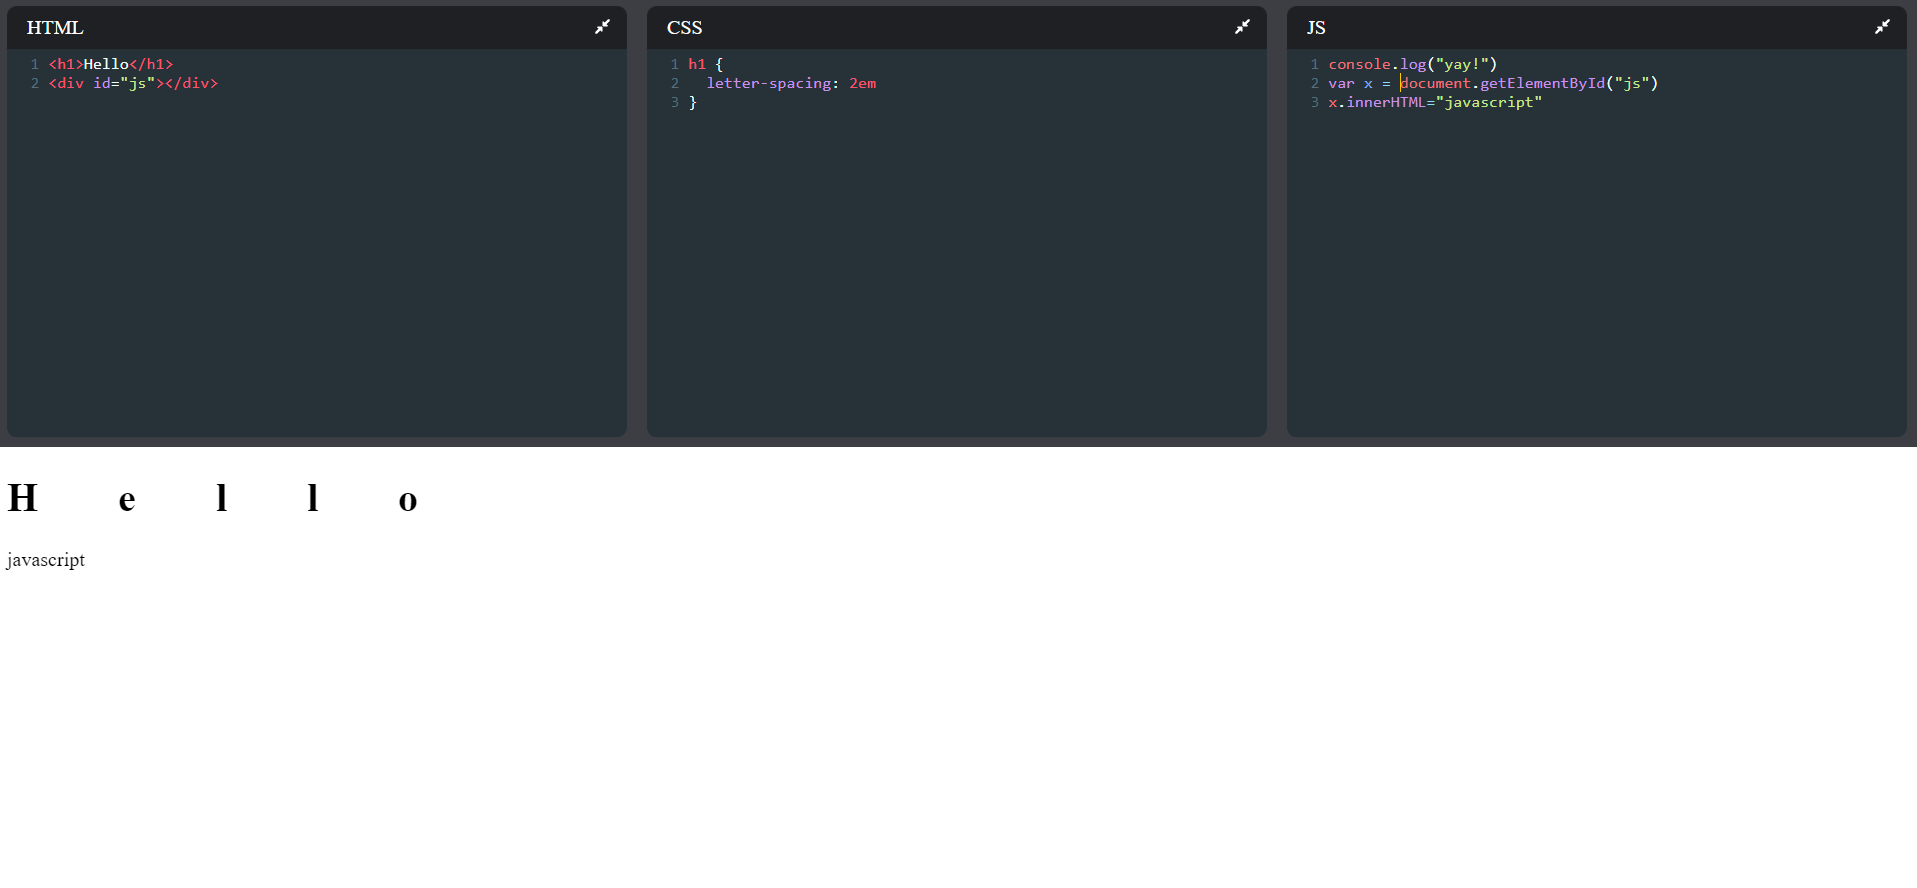 HTML
1 <h1>Hello</h1>
2 <div id="js"></div>
CSS
1 h1 {
2   letter-spacing: 2em
3 }
JS
1 console.log("yay!")
2 var x = document.getElementById("js")
3 x.innerHTML="javascript"
H e l l o
javascript